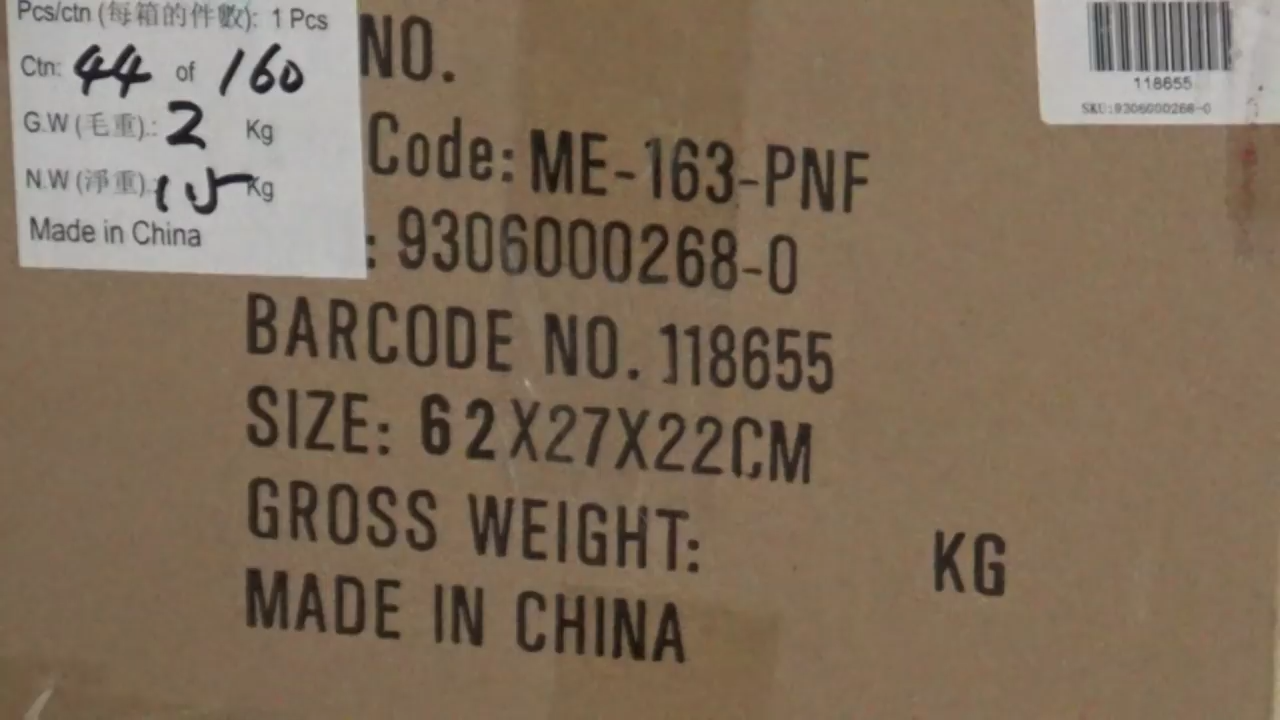 Pcs/ctn (每箱的件數): 1 Pcs
Ctn: 44 of 160
G.W (毛重).: 2 Kg
N.W (淨重).: 1.5 Kg
Made in China
118655
SKU:9306000268-0
NO.
Code: ME-163-PNF
: 9306000268-0
BARCODE NO. 118655
SIZE: 62X27X22CM
GROSS WEIGHT: KG
MADE IN CHINA